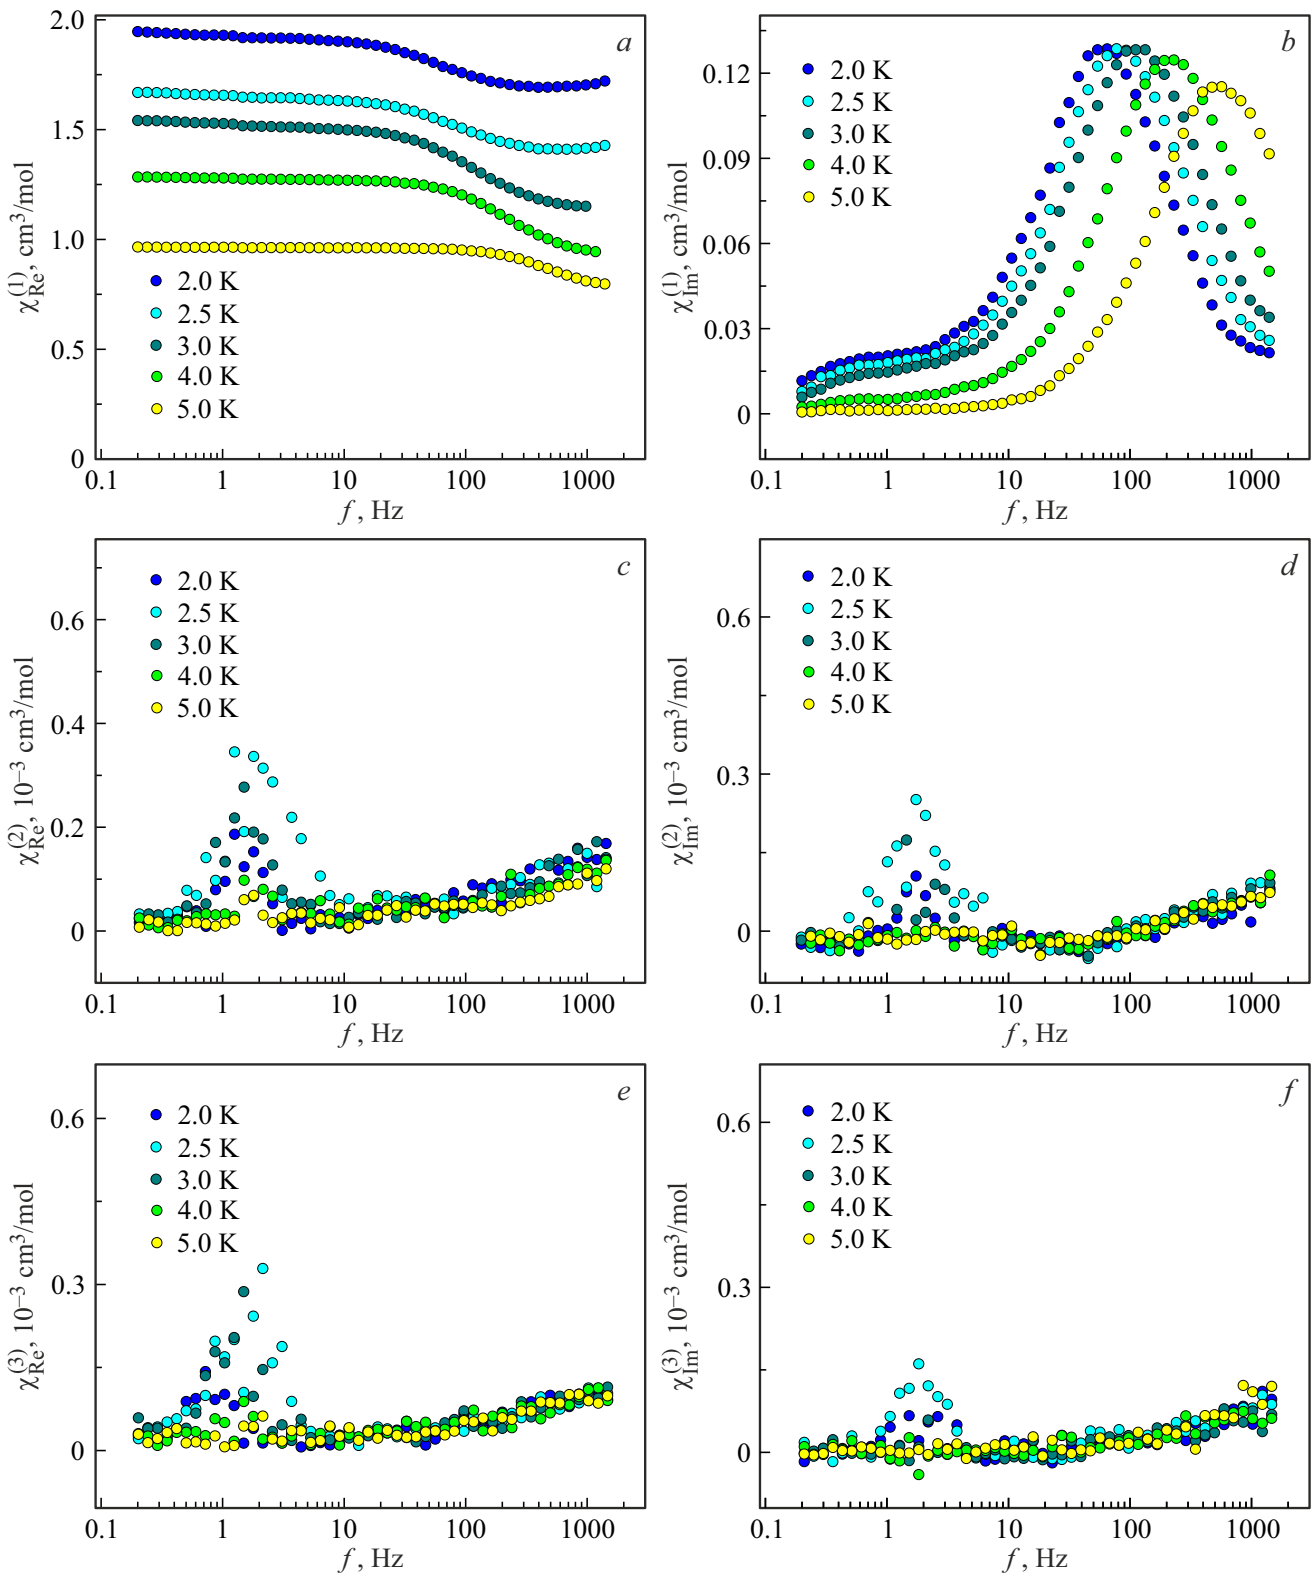 a
2.0
1.5
1.0
0.5
0
χ(1)Re, cm3/mol
2.0 K
2.5 K
3.0 K
4.0 K
5.0 K
0.1 1 10 100 1000
f, Hz
b
0.12
0.09
0.06
0.03
0
χ(1)Im, cm3/mol
2.0 K
2.5 K
3.0 K
4.0 K
5.0 K
0.1 1 10 100 1000
f, Hz
c
0.6
0.4
0.2
0
χ(2)Re, 10−3 cm3/mol
2.0 K
2.5 K
3.0 K
4.0 K
5.0 K
0.1 1 10 100 1000
f, Hz
d
0.6
0.3
0
χ(2)Im, 10−3 cm3/mol
2.0 K
2.5 K
3.0 K
4.0 K
5.0 K
0.1 1 10 100 1000
f, Hz
e
0.6
0.3
0
χ(3)Re, 10−3 cm3/mol
2.0 K
2.5 K
3.0 K
4.0 K
5.0 K
0.1 1 10 100 1000
f, Hz
f
0.6
0.3
0
χ(3)Im, 10−3 cm3/mol
2.0 K
2.5 K
3.0 K
4.0 K
5.0 K
0.1 1 10 100 1000
f, Hz